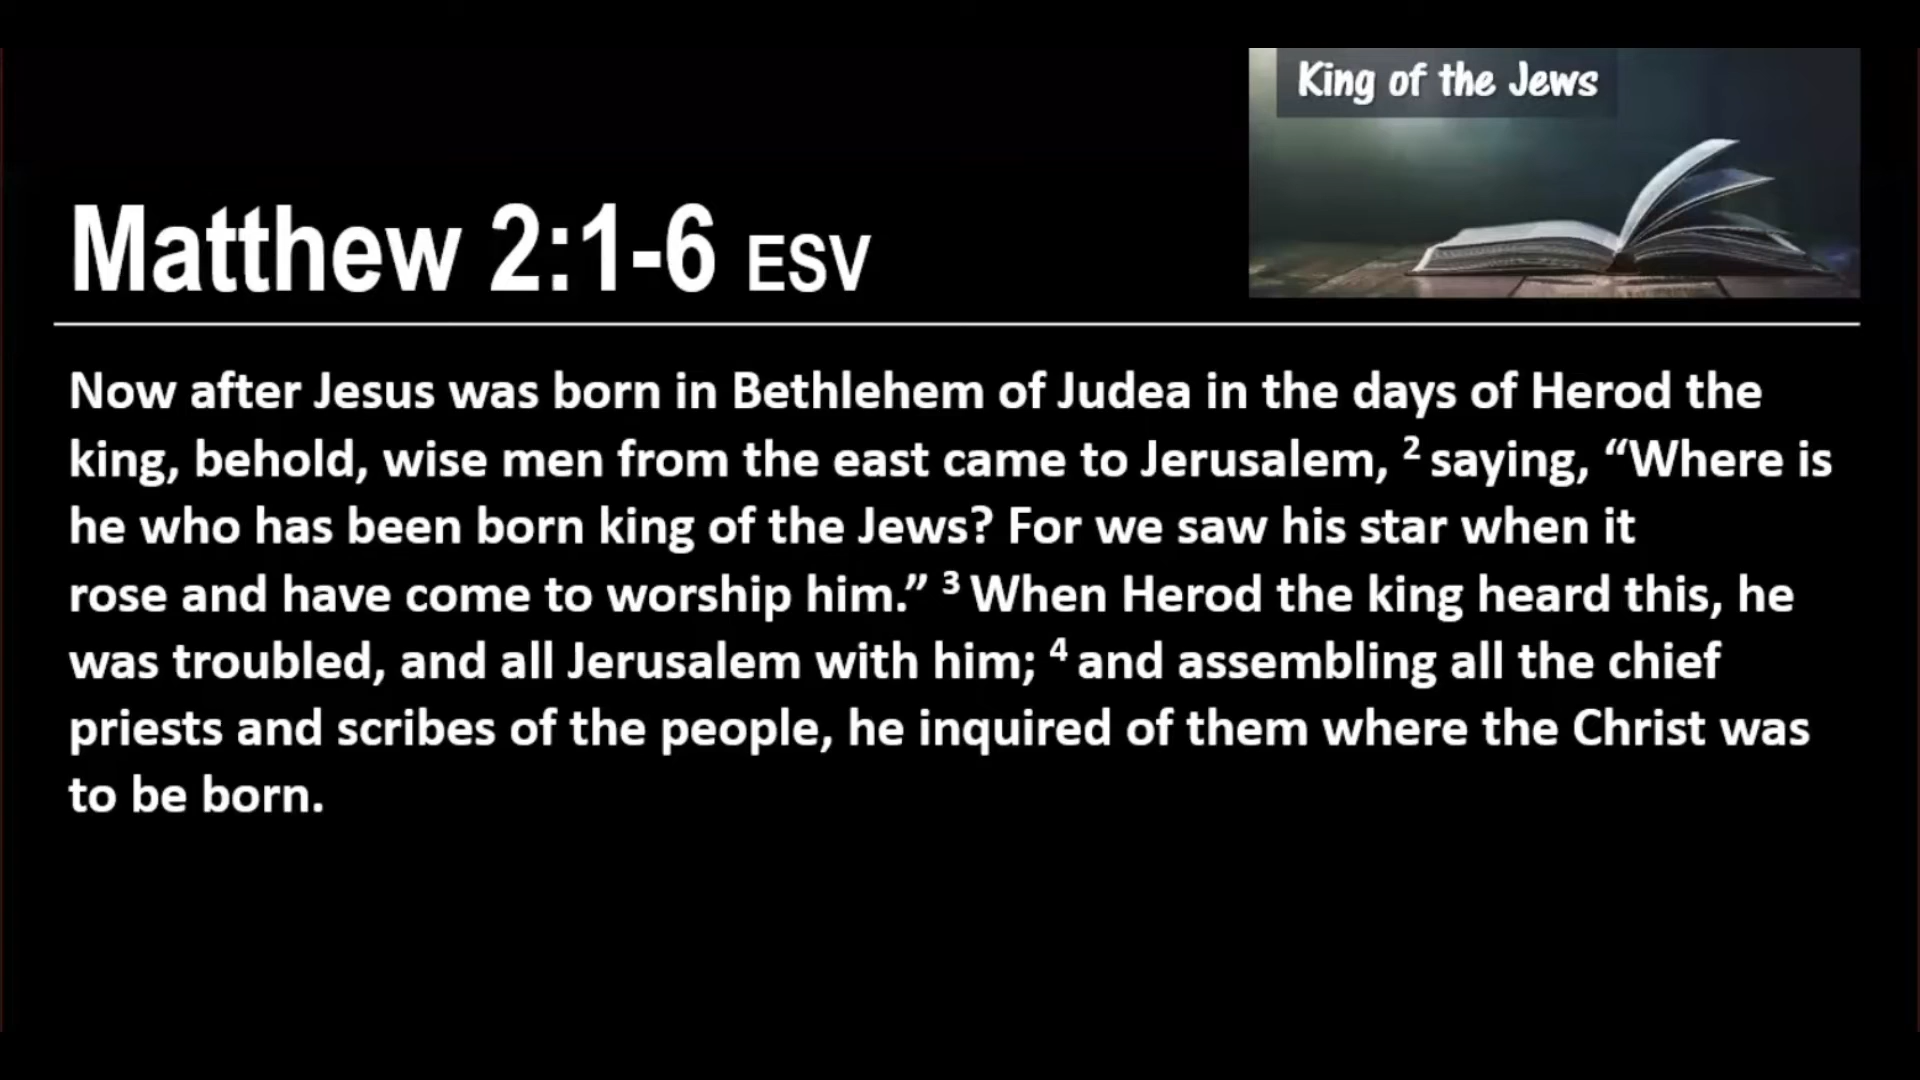 King of the Jews
Matthew 2:1-6 ESV
Now after Jesus was born in Bethlehem of Judea in the days of Herod the
king, behold, wise men from the east came to Jerusalem, 2 saying, “Where is
he who has been born king of the Jews? For we saw his star when it
rose and have come to worship him.” 3 When Herod the king heard this, he
was troubled, and all Jerusalem with him; 4 and assembling all the chief
priests and scribes of the people, he inquired of them where the Christ was
to be born.